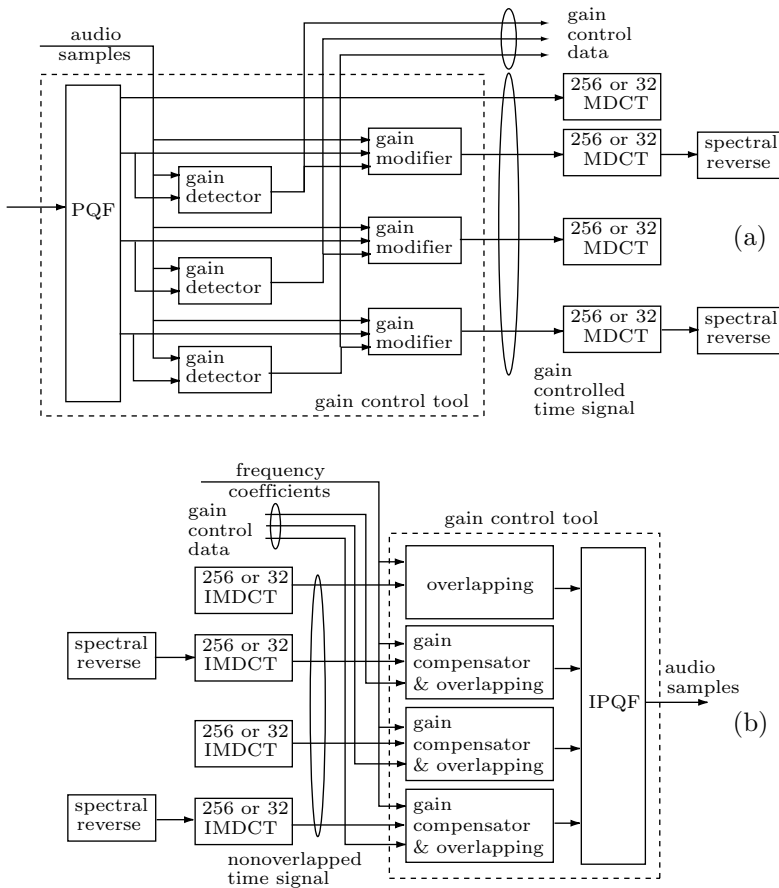 audio
samples
gain
control
data
256 or 32
MDCT
256 or 32
MDCT
spectral
reverse
gain
modifier
gain
detector
PQF
gain
modifier
256 or 32
MDCT
(a)
gain
detector
gain
modifier
256 or 32
MDCT
spectral
reverse
gain
detector
gain control tool
gain
controlled
time signal
frequency
coefficients
gain
control
data
gain control tool
256 or 32
IMDCT
overlapping
spectral
reverse
256 or 32
IMDCT
gain
compensator
& overlapping
IPQF
audio
samples
(b)
256 or 32
IMDCT
gain
compensator
& overlapping
spectral
reverse
256 or 32
IMDCT
gain
compensator
& overlapping
nonoverlapped
time signal